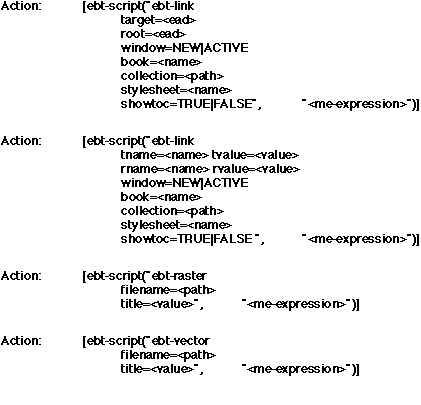 Action: [ebt-script("ebt-link
target=<ead>
root=<ead>
window=NEW|ACTIVE
book=<name>
collection=<path>
stylesheet=<name>
showtoc=TRUE|FALSE", "<me-expression>")]
Action: [ebt-script("ebt-link
tname=<name> tvalue=<value>
rname=<name> rvalue=<value>
window=NEW|ACTIVE
book=<name>
collection=<path>
stylesheet=<name>
showtoc=TRUE|FALSE ", "<me-expression>")]
Action: [ebt-script("ebt-raster
filename=<path>
title=<value>", "<me-expression>")]
Action: [ebt-script("ebt-vector
filename=<path>
title=<value>", "<me-expression>")]